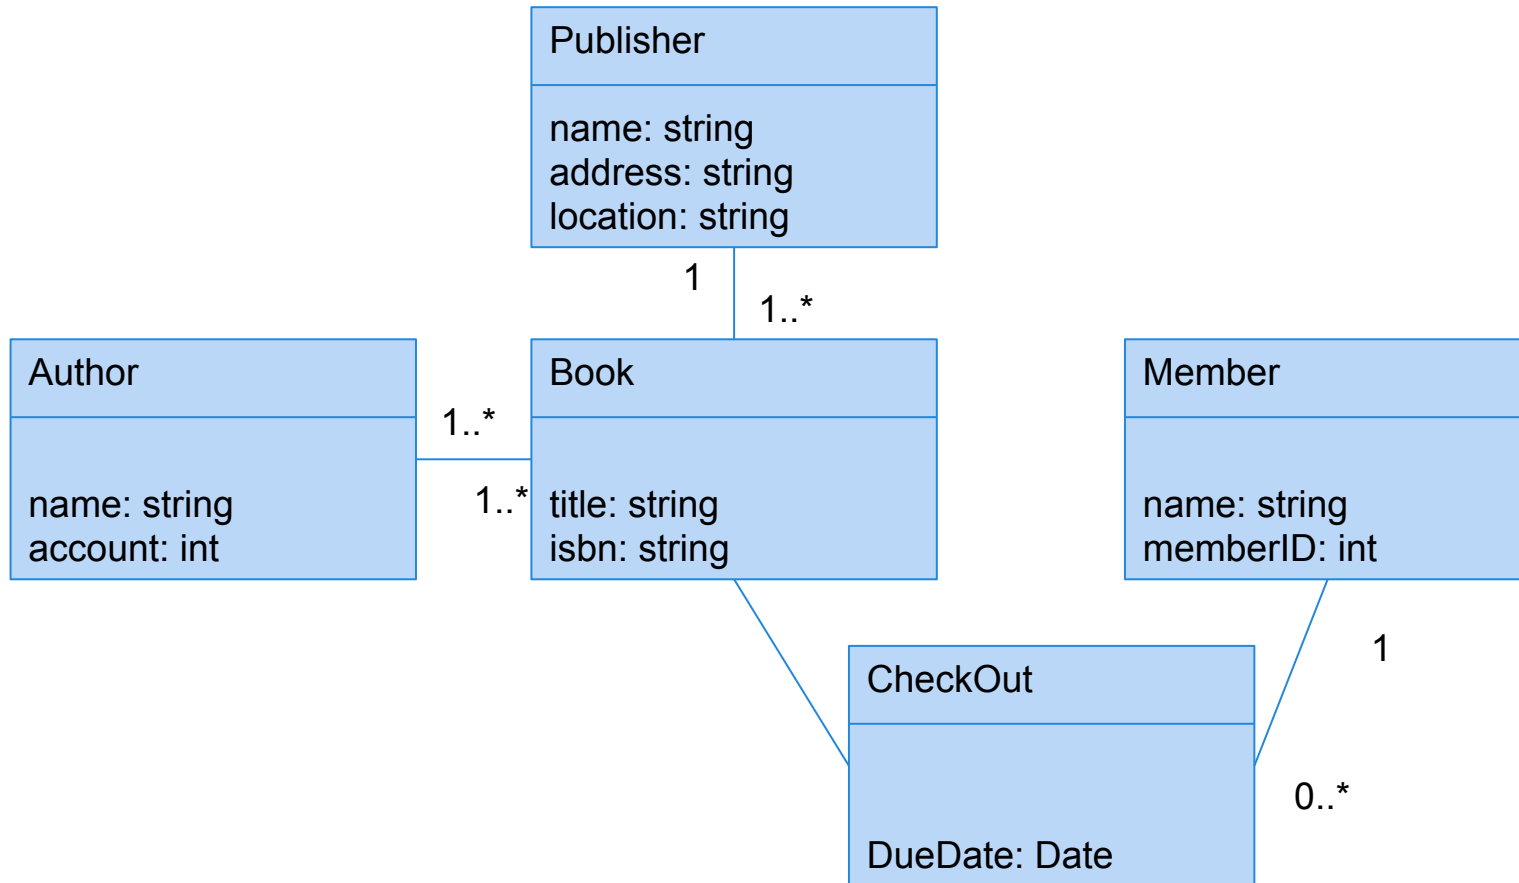 Publisher
name: string
address: string
location: string
1
1..*
Author
name: string
account: int
1..*
1..*
Book
title: string
isbn: string
Member
name: string
memberID: int
1
0..*
CheckOut
DueDate: Date